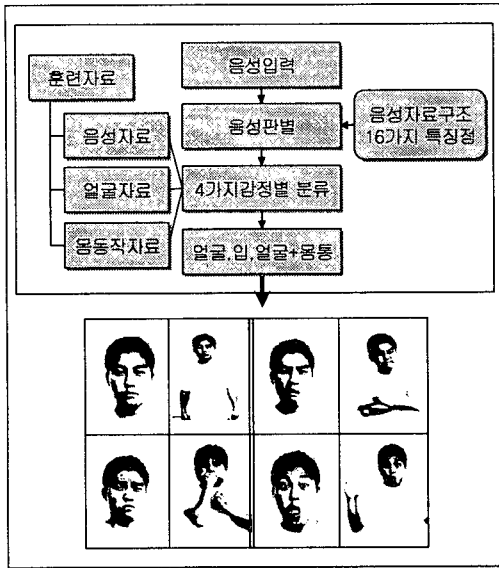 훈련자료
음성자료
얼굴자료
몸동작자료
음성입력
음성판별
4가지감정별 분류
얼굴,입,얼굴+몸통
음성자료구조
16가지 특징점